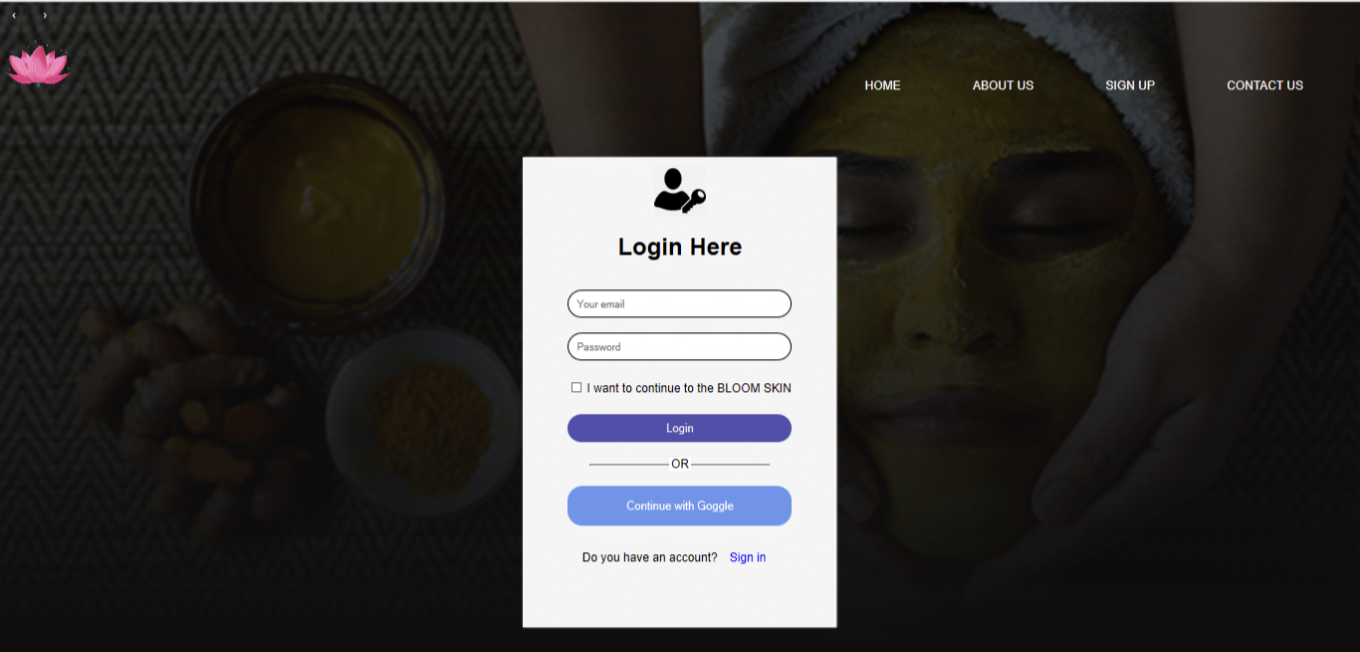 ‹ ›
HOME ABOUT US SIGN UP CONTACT US
Login Here
Your email
Password
I want to continue to the BLOOM SKIN
Login
OR
Continue with Goggle
Do you have an account? Sign in